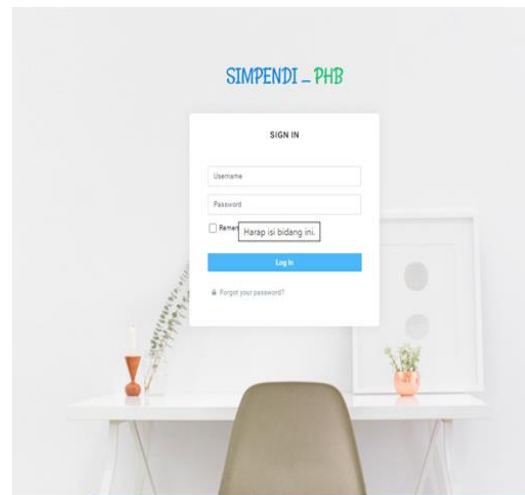 SIMPENDI _ PHB
SIGN IN
Username
Password
Harap isi bidang ini.
Log In
Forgot your password?